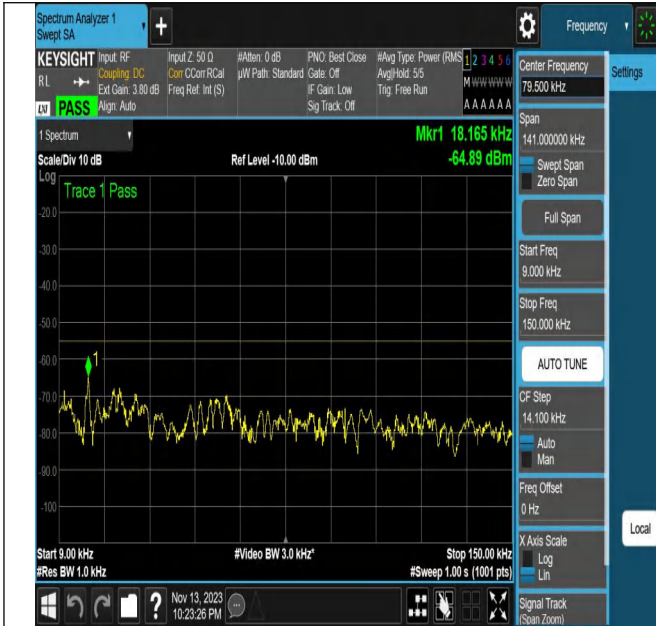 Spectrum Analyzer 1
Swept SA
+
Frequency
KEYSIGHT
RL
LXI PASS
Input: RF
Coupling: DC
Ext Gain: 3.80 dB
Align: Auto
Input Z: 50 Ω
Corr CCorr RCal
Freq Ref: Int (S)
#Atten: 0 dB
µW Path: Standard
PNO: Best Close
Gate: Off
IF Gain: Low
Sig Track: Off
#Avg Type: Power (RMS
Avg|Hold: 5/5
Trig: Free Run
1 2 3 4 5 6
M W W W W W
A A A A A A
1 Spectrum
Mkr1 18.165 kHz
Scale/Div 10 dB
Ref Level -10.00 dBm
-64.89 dBm
Log
Trace 1 Pass
-20.0
-30.0
-40.0
-50.0
-60.0
1
-70.0
-80.0
-90.0
-100
Start 9.00 kHz
#Video BW 3.0 kHz*
Stop 150.00 kHz
#Res BW 1.0 kHz
#Sweep 1.00 s (1001 pts)
?
Nov 13, 2023
10:23:26 PM
Center Frequency
79.500 kHz
Settings
Span
141.000000 kHz
Swept Span
Zero Span
Full Span
Start Freq
9.000 kHz
Stop Freq
150.000 kHz
AUTO TUNE
CF Step
14.100 kHz
Auto
Man
Freq Offset
0 Hz
Local
X Axis Scale
Log
Lin
Signal Track
(Span Zoom)